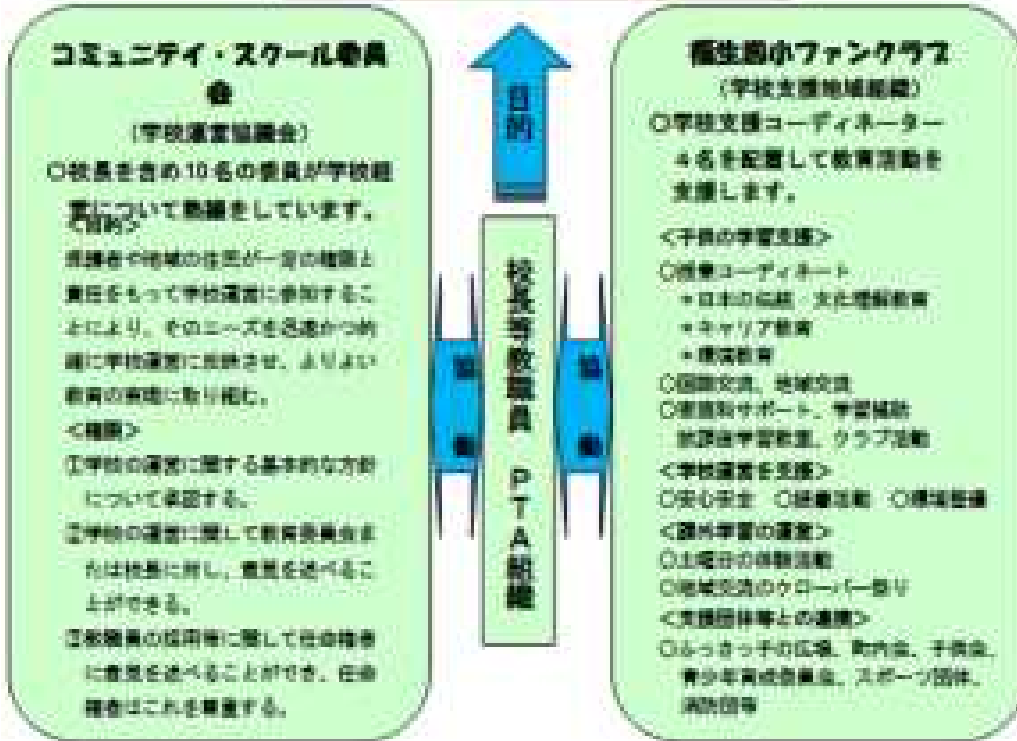 コミュニテイ・スクール委員
会
(学校運営協議会)
○校長を含め10名の委員が学校経
営について熟議をしています。
<目的>
保護者や地域の住民が一定の権限と
責任をもって学校運営に参加するこ
とにより、そのニーズを迅速かつ的
確に学校運営に反映させ、よりよい
教育の実現に取り組む。
<権限>
①学校の運営に関する基本的な方針
について承認する。
②学校の運営に関して教育委員会ま
たは校長に対し、意見を述べるこ
とができる。
③教職員の採用等に関して任命権者
に意見を述べることができ、任命
権者はこれを尊重する。
目的
協働
校長等教職員 PTA組織
協働
小ファンクラブ
(学校支援地域組織)
○学校支援コーディネーター
4名を配置して教育活動を
支援します。
<子供の学習支援>
○授業コーディネート
*日本の伝統・文化理解教育
*キャリア教育
*環境教育
○国際交流、地域交流
○家庭科サポート、学習補助
放課後学習教室、クラブ活動
<学校運営を支援>
○安心安全 ○読書活動 ○環境整備
<課外学習の運営>
○土曜分の体験活動
○地域交流のクローバー祭り
<支援団体等との連携>
○ふっさっ子の広場、町内会、子供会、
青少年育成委員会、スポーツ団体、
消防団等